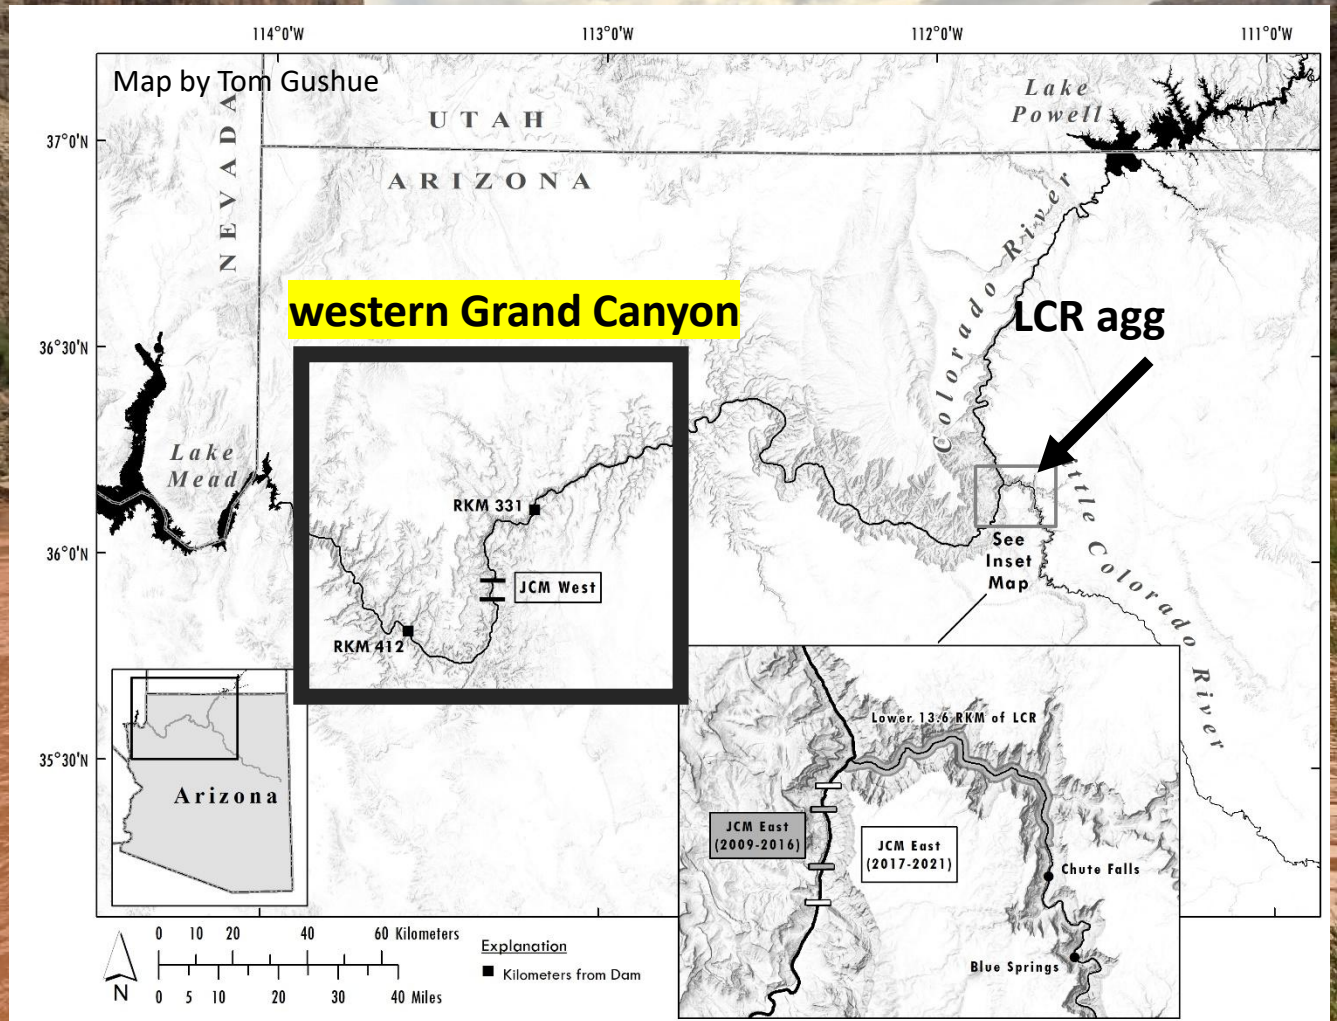 114°0'W
113°0'W
112°0'W
111°0'W
Map by Tom Gushue
Lake
Powell
NEVADA
UTAH
ARIZONA
37°0'N
Colorado River
western Grand Canyon
LCR agg
36°30'N
Lake
Mead
RKM 331
JCM West
RKM 412
See
Inset
Map
ttle Colorado River
36°0'N
35°30'N
Arizona
Lower 13.6 RKM of LCR
JCM East
(2009-2016)
JCM East
(2017-2021)
Chute Falls
Blue Springs
N
0 10 20 40 60 Kilometers
0 5 10 20 30 40 Miles
Explanation
Kilometers from Dam